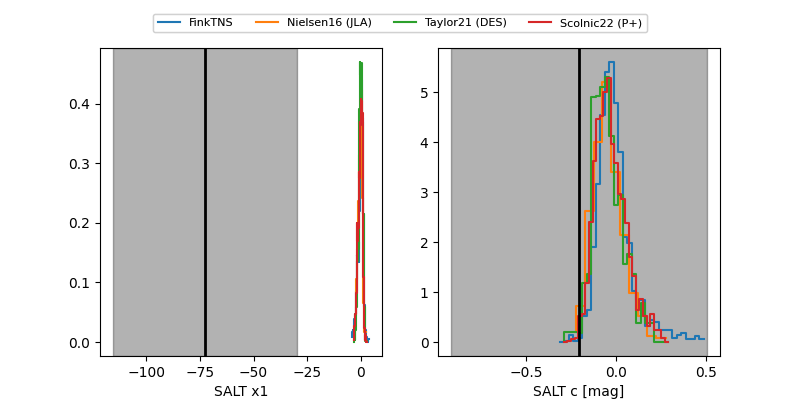 FinkTNS Nielsen16 (JLA) Taylor21 (DES) Scolnic22 (P+)
0.4
0.3
0.2
0.1
0.0
−100 −75 −50 −25 0
SALT x1
5
4
3
2
1
0
−0.5 0.0 0.5
SALT c [mag]